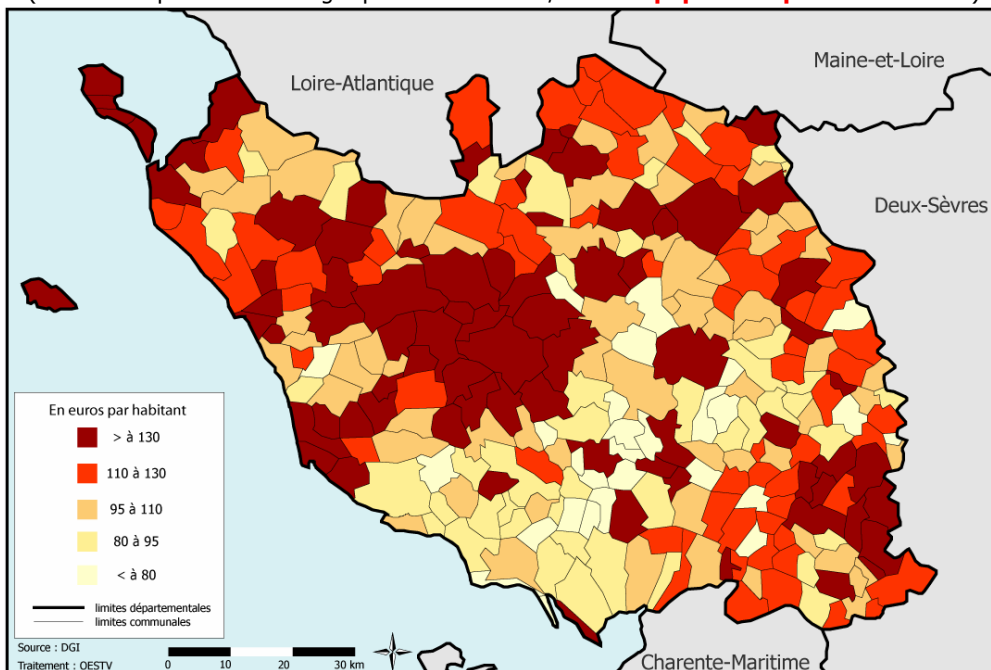 Maine-et-Loire
Loire-Atlantique
Deux-Sèvres
En euros par habitant
> à 130
110 à 130
95 à 110
80 à 95
< à 80
limites départementales
limites communales
Source : DGI
Traitement : OESTV
0 10 20 30 km
Charente-Maritime